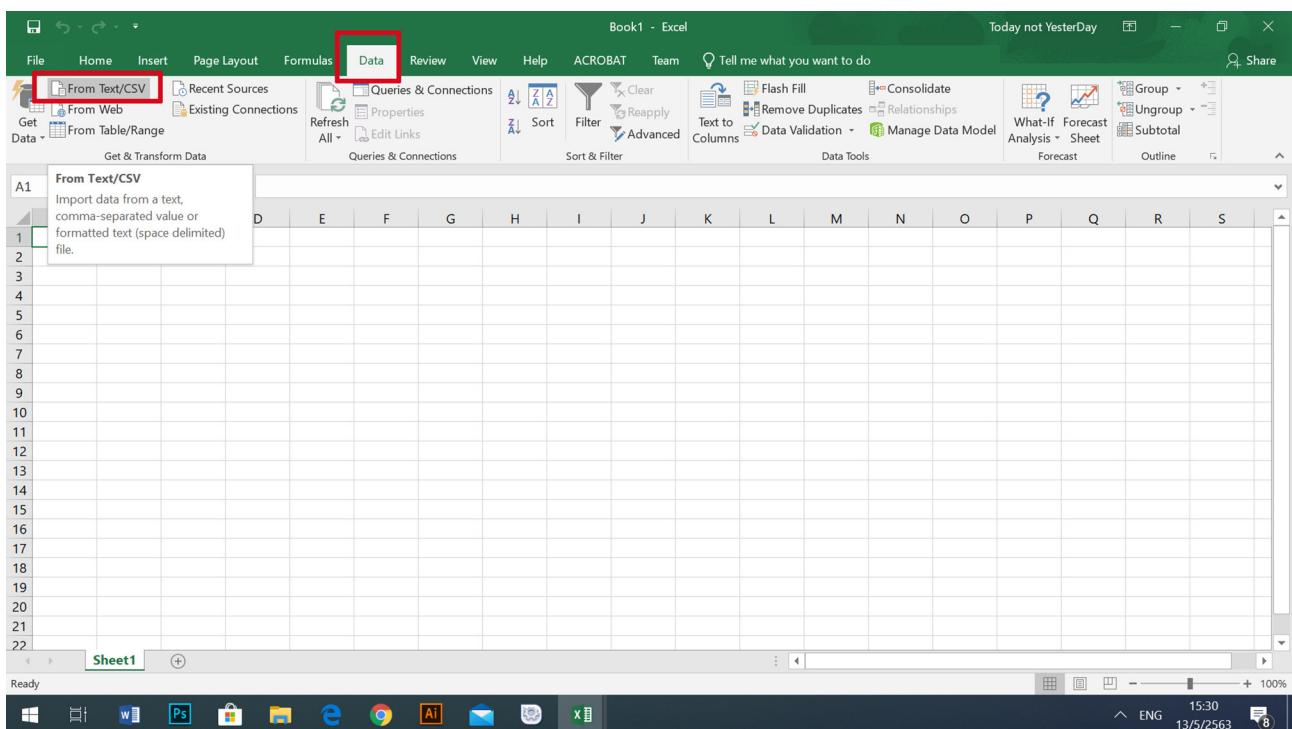 Book1 - Excel
Today not YesterDay
File Home Insert Page Layout Formulas Data Review View Help ACROBAT Team Tell me what you want to do Share
From Text/CSV
From Web
From Table/Range
Get
Data
Recent Sources
Existing Connections
Get & Transform Data
Refresh
All
Queries & Connections
Properties
Edit Links
Queries & Connections
Sort
Filter
Clear
Reapply
Advanced
Sort & Filter
Text to
Columns
Flash Fill
Remove Duplicates
Data Validation
Consolidate
Relationships
Manage Data Model
Data Tools
What-If
Analysis
Forecast
Sheet
Forecast
Group
Ungroup
Subtotal
Outline
A1
From Text/CSV
Import data from a text,
comma-separated value or
formatted text (space delimited)
file.
D E F G H I J K L M N O P Q R S
1
2
3
4
5
6
7
8
9
10
11
12
13
14
15
16
17
18
19
20
21
22
Sheet1
Ready
100%
W Ps Ai X
ENG
15:30
13/5/2563
8